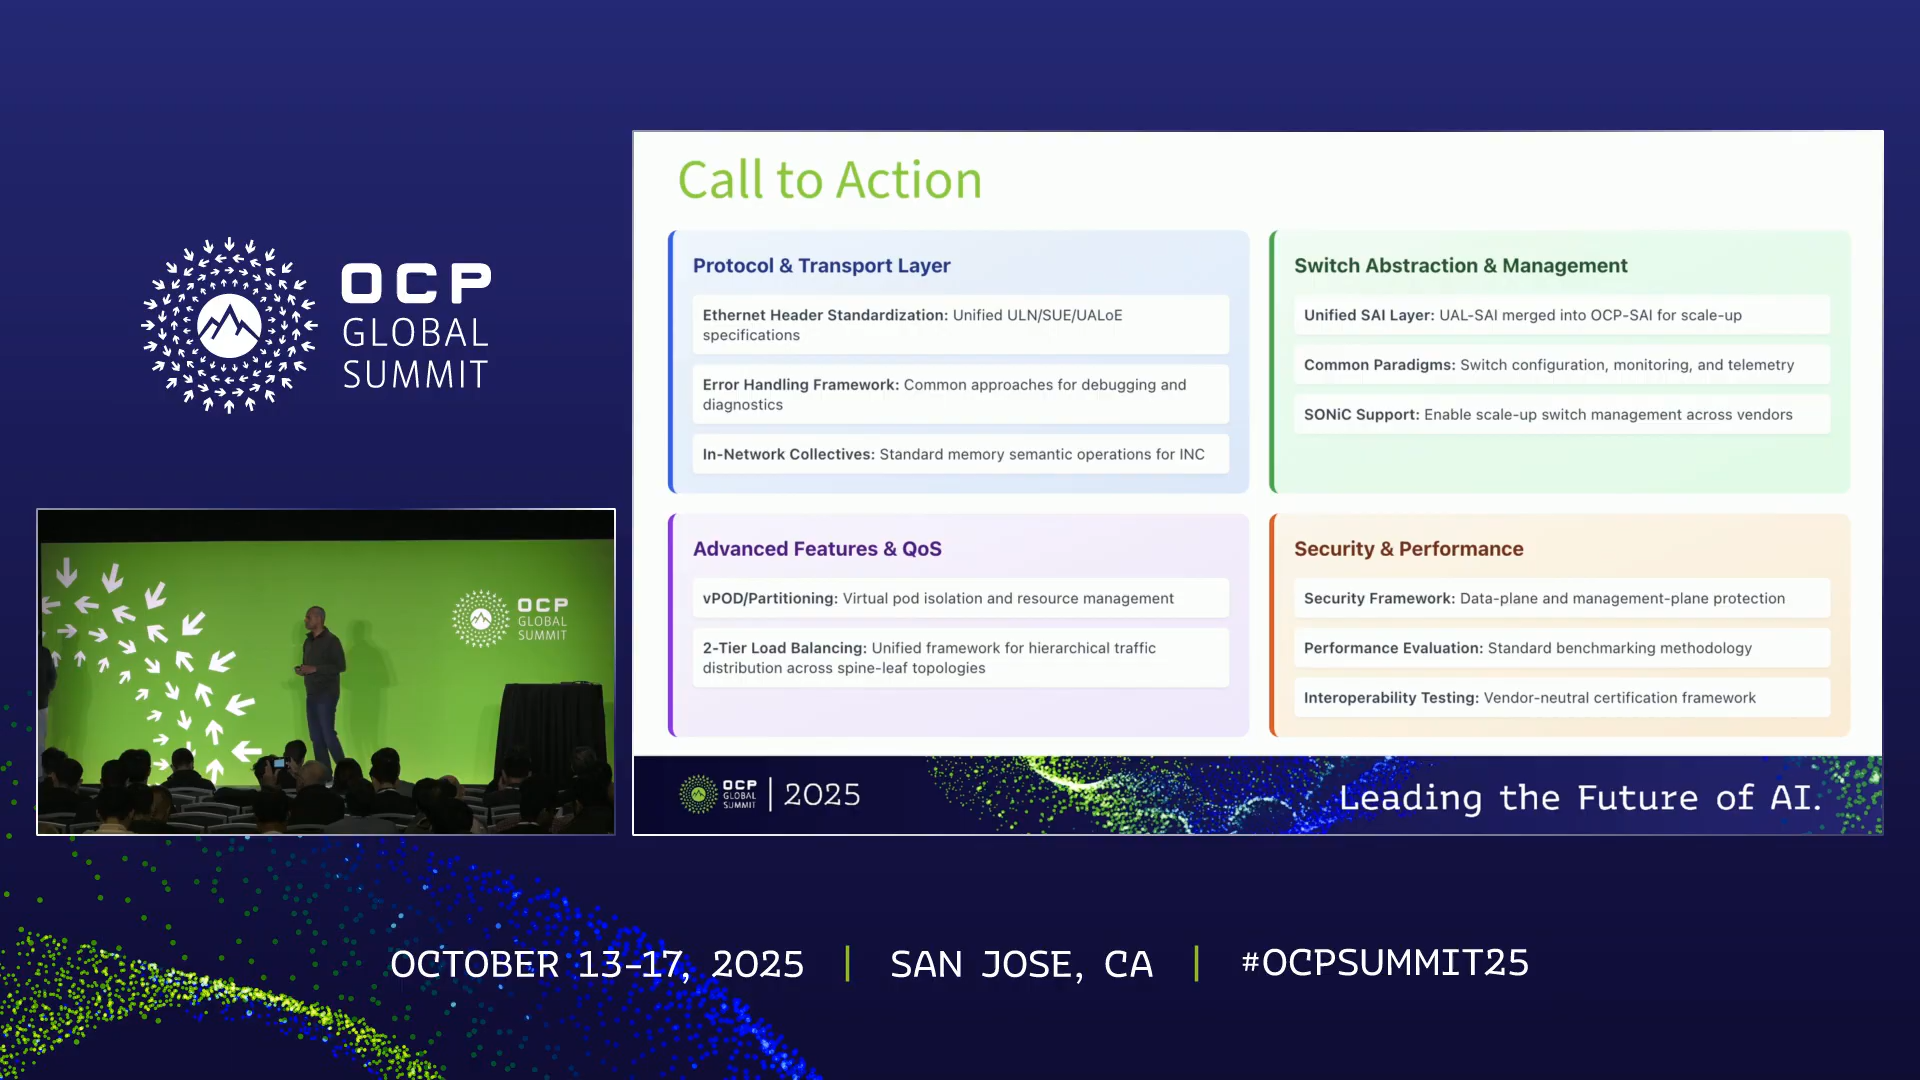 OCP
GLOBAL
SUMMIT
Call to Action
Protocol & Transport Layer
Ethernet Header Standardization: Unified ULN/SUE/UALoE
specifications
Error Handling Framework: Common approaches for debugging and
diagnostics
In-Network Collectives: Standard memory semantic operations for INC
Switch Abstraction & Management
Unified SAI Layer: UAL-SAI merged into OCP-SAI for scale-up
Common Paradigms: Switch configuration, monitoring, and telemetry
SONiC Support: Enable scale-up switch management across vendors
Advanced Features & QoS
vPOD/Partitioning: Virtual pod isolation and resource management
2-Tier Load Balancing: Unified framework for hierarchical traffic
distribution across spine-leaf topologies
Security & Performance
Security Framework: Data-plane and management-plane protection
Performance Evaluation: Standard benchmarking methodology
Interoperability Testing: Vendor-neutral certification framework
OCP
GLOBAL
SUMMIT
2025
Leading the Future of AI.
OCP
GLOBAL
SUMMIT
OCTOBER 13-17, 2025 | SAN JOSE, CA | #OCPSUMMIT25